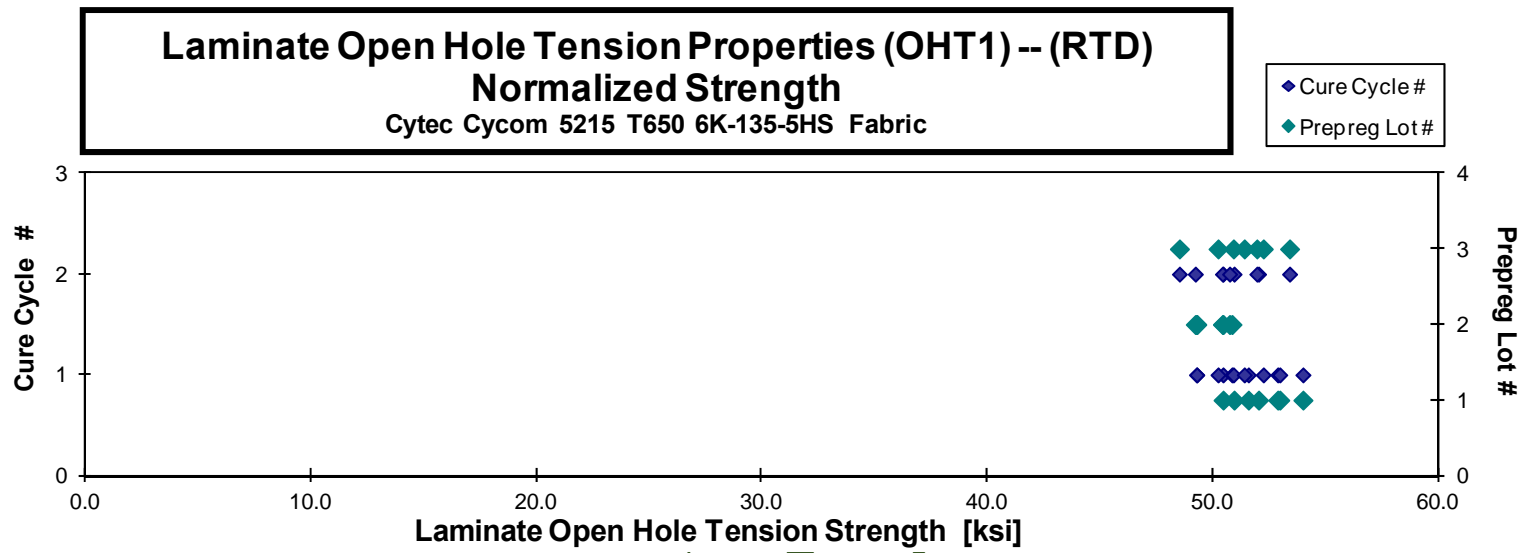 Laminate Open Hole Tension Properties (OHT1) -- (RTD)
Normalized Strength
Cytec Cycom 5215 T650 6K-135-5HS Fabric
Cure Cycle #
Prepreg Lot #
3
2
1
0
Cure Cycle #
4
3
2
1
0
Prepreg Lot #
0.0 10.0 20.0 30.0 40.0 50.0 60.0
Laminate Open Hole Tension Strength [ksi]